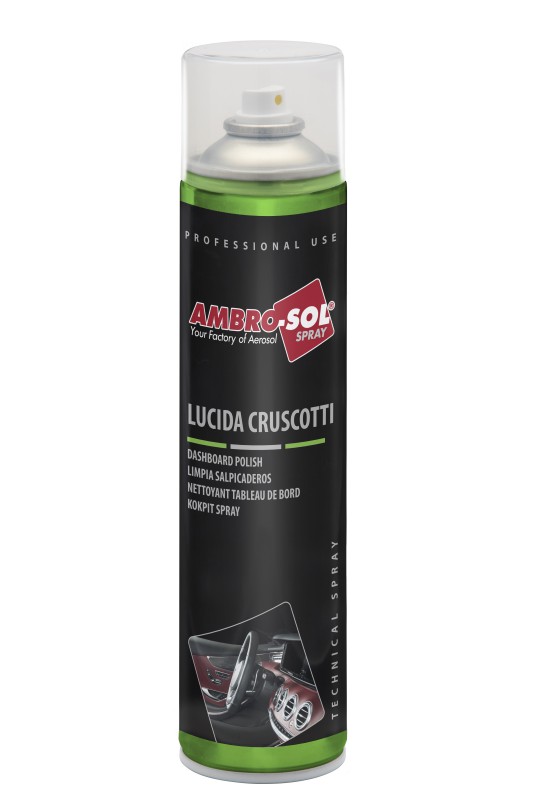 PROFESSIONAL USE
AMBRO-SOL®
Your Factory of Aerosol
SPRAY
LUCIDA CRUSCOTTI
DASHBOARD POLISH
LIMPIA SALPICADEROS
NETTOYANT TABLEAU DE BORD
KOKPIT SPRAY
TECHNICAL SPRAY